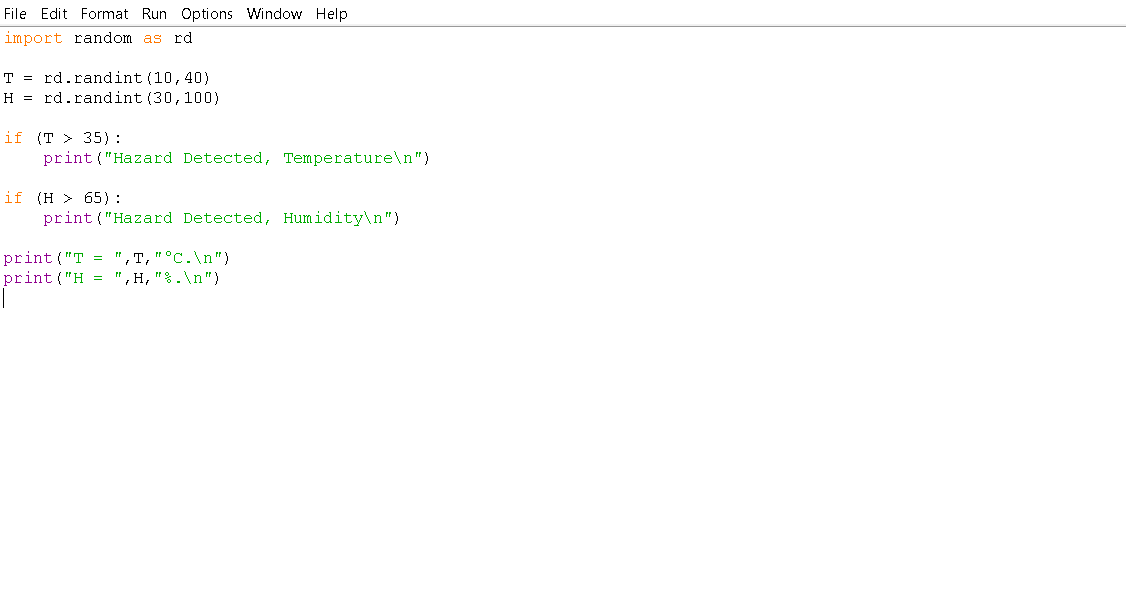 File Edit Format Run Options Window Help
import random as rd
T = rd.randint(10,40)
H = rd.randint(30,100)
if (T > 35):
    print("Hazard Detected, Temperature\n")
if (H > 65):
    print("Hazard Detected, Humidity\n")
print("T = ",T,"°C.\n")
print("H = ",H,"%.\n")